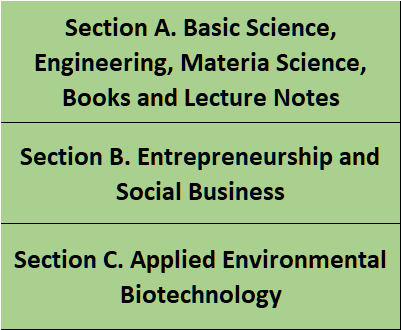 Section A. Basic Science,
Engineering, Materia Science,
Books and Lecture Notes
Section B. Entrepreneurship and
Social Business
Section C. Applied Environmental
Biotechnology